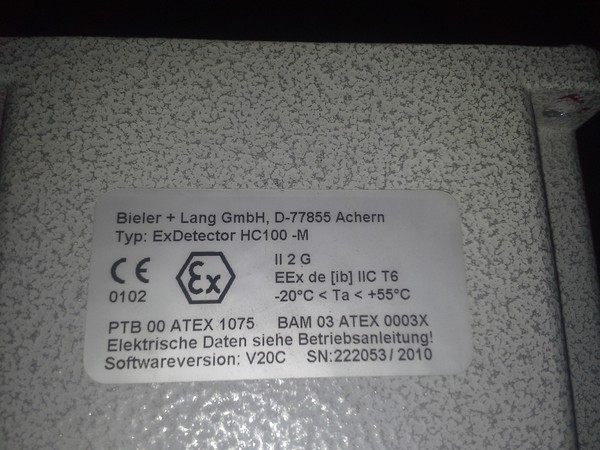 Bieler + Lang GmbH, D-77855 Achern
Typ: ExDetector HC100 -M
CE
0102
Ex
II 2 G
EEx de [ib] IIC T6
-20°C < Ta < +55°C
PTB 00 ATEX 1075 BAM 03 ATEX 0003X
Elektrische Daten siehe Betriebsanleitung!
Softwareversion: V20C SN:222053 / 2010